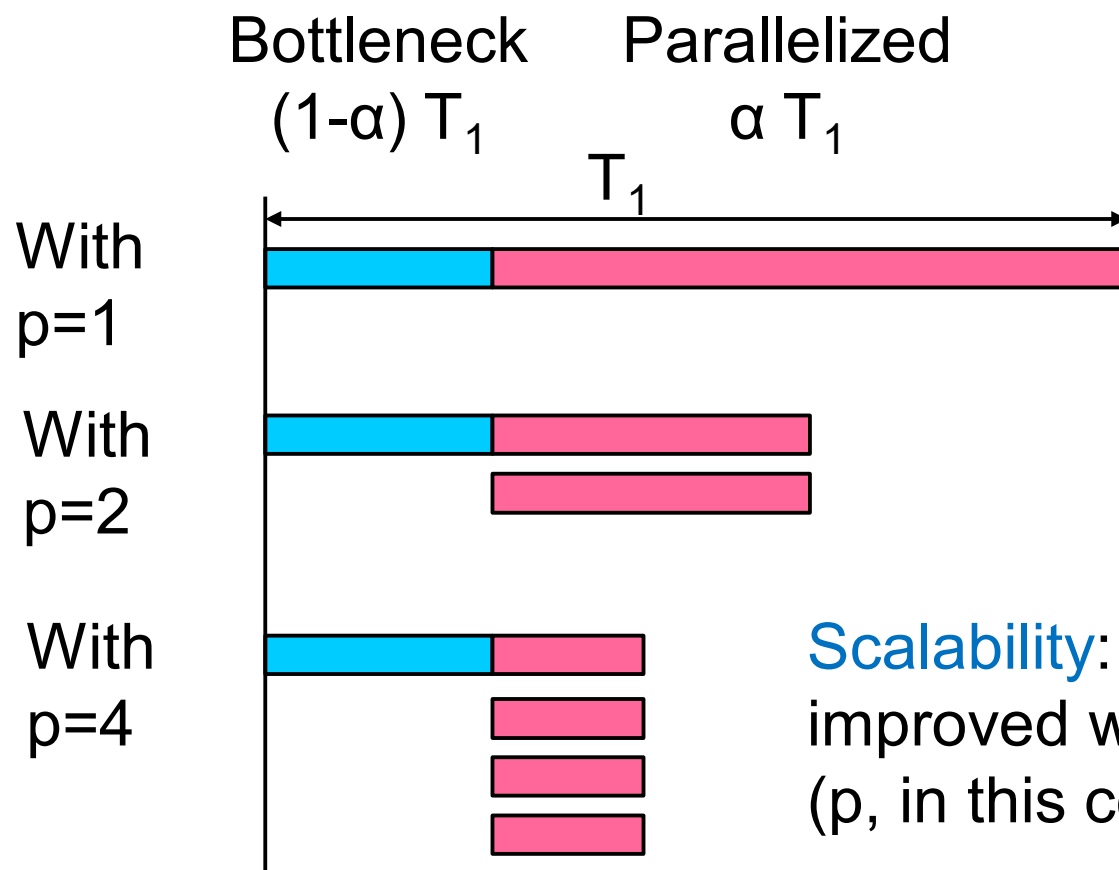 Bottleneck Parallelized
(1-α) T₁ α T₁
T₁
With
p=1
With
p=2
With
p=4
Scalability:
improved
(p, in this